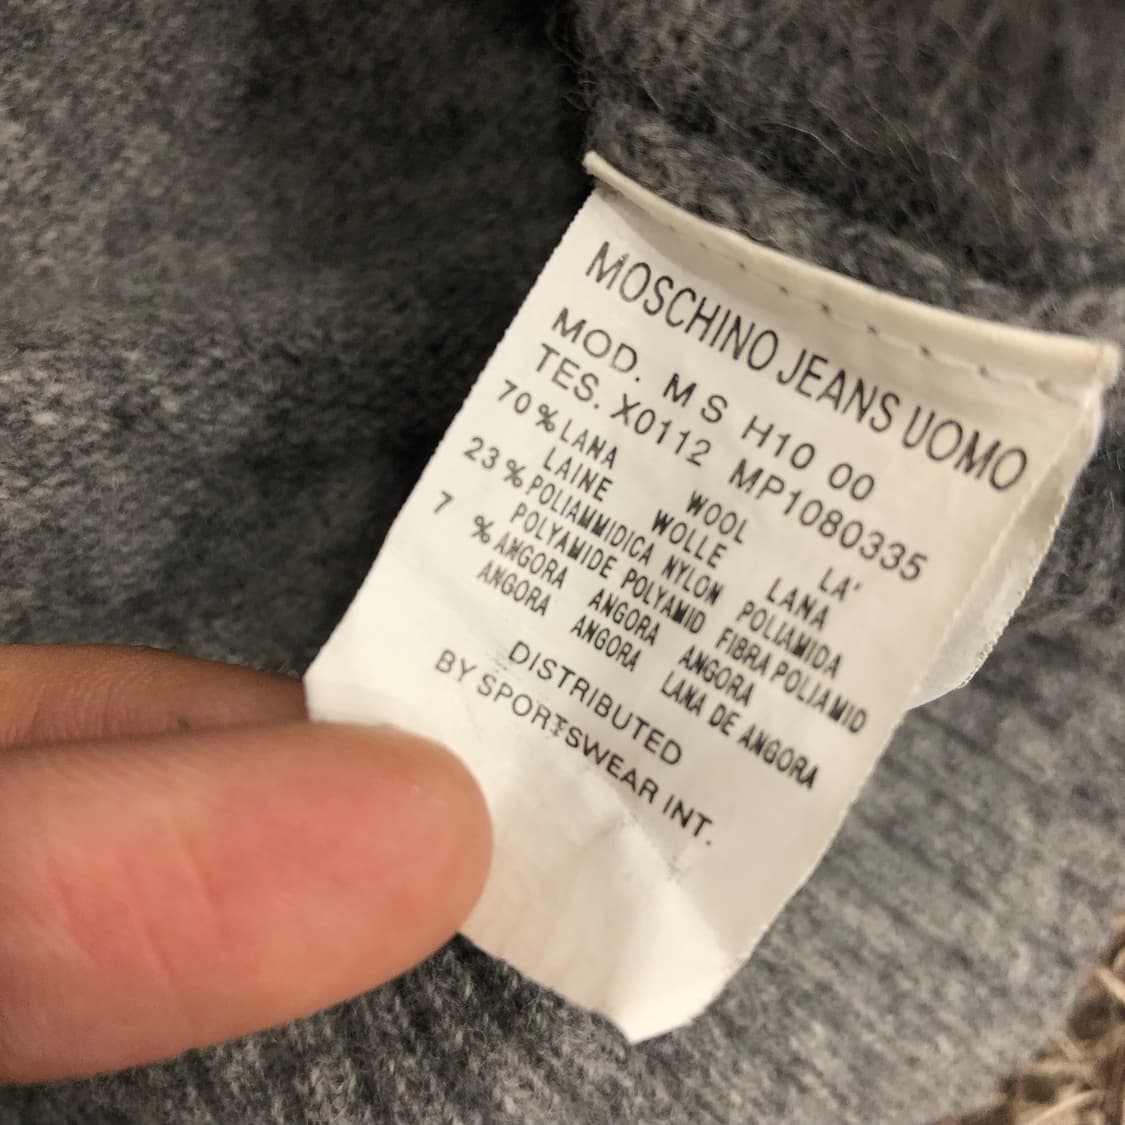 MOSCHINO JEANS UOMO
MOD. MS H10 00
TES. X0112 MP1080335
70 % LANA WOOL LA'
LAINE WOLLE LANA
23 % POLIAMMIDICA NYLON POLIAMIDA
POLYAMIDE POLYAMID FIBRA POLIAMID
7 % ANGORA ANGORA ANGORA
ANGORA ANGORA LANA DE ANGORA
DISTRIBUTED
BY SPORTSWEAR INT.